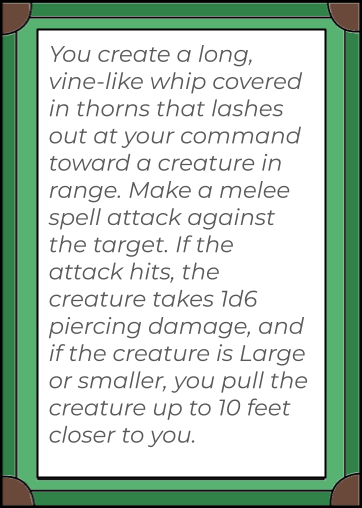 You create a long,
vine-like whip covered
in thorns that lashes
out at your command
toward a creature in
range. Make a melee
spell attack against
the target. If the
attack hits, the
creature takes 1d6
piercing damage, and
if the creature is Large
or smaller, you pull the
creature up to 10 feet
closer to you.